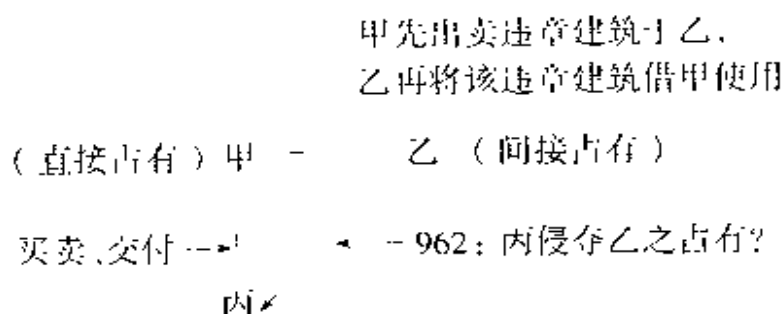 甲先出卖违章建筑于乙,
乙再将该违章建筑借甲使用
(直接占有)甲 - 乙 (间接占有)
买卖、交付 - 962: 丙侵夺乙之占有?
丙